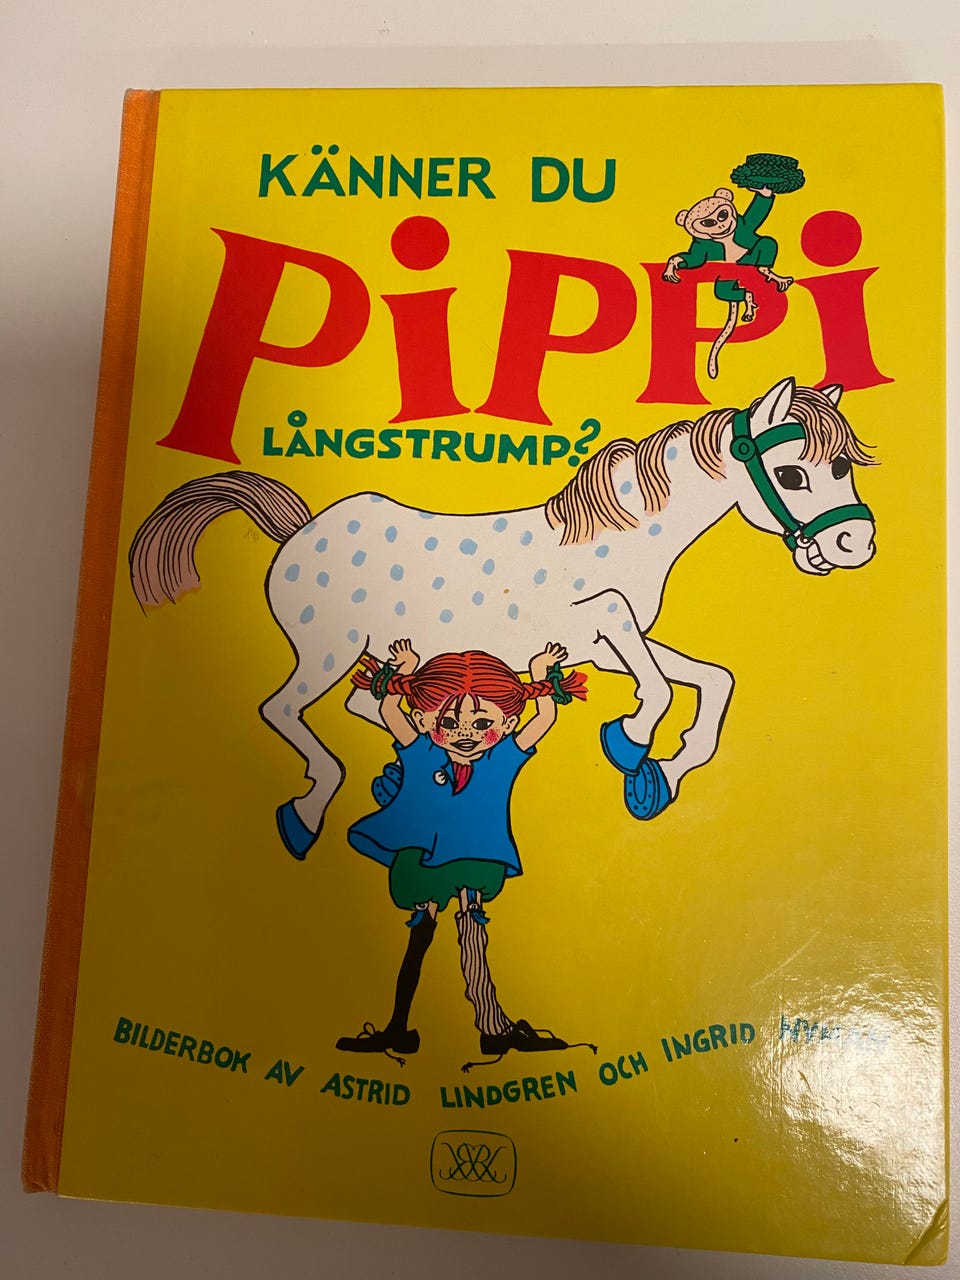 KÄNNER DU
PIPPI
LÅNGSTRUMP?
BILDERBOK AV ASTRID LINDGREN OCH INGRID